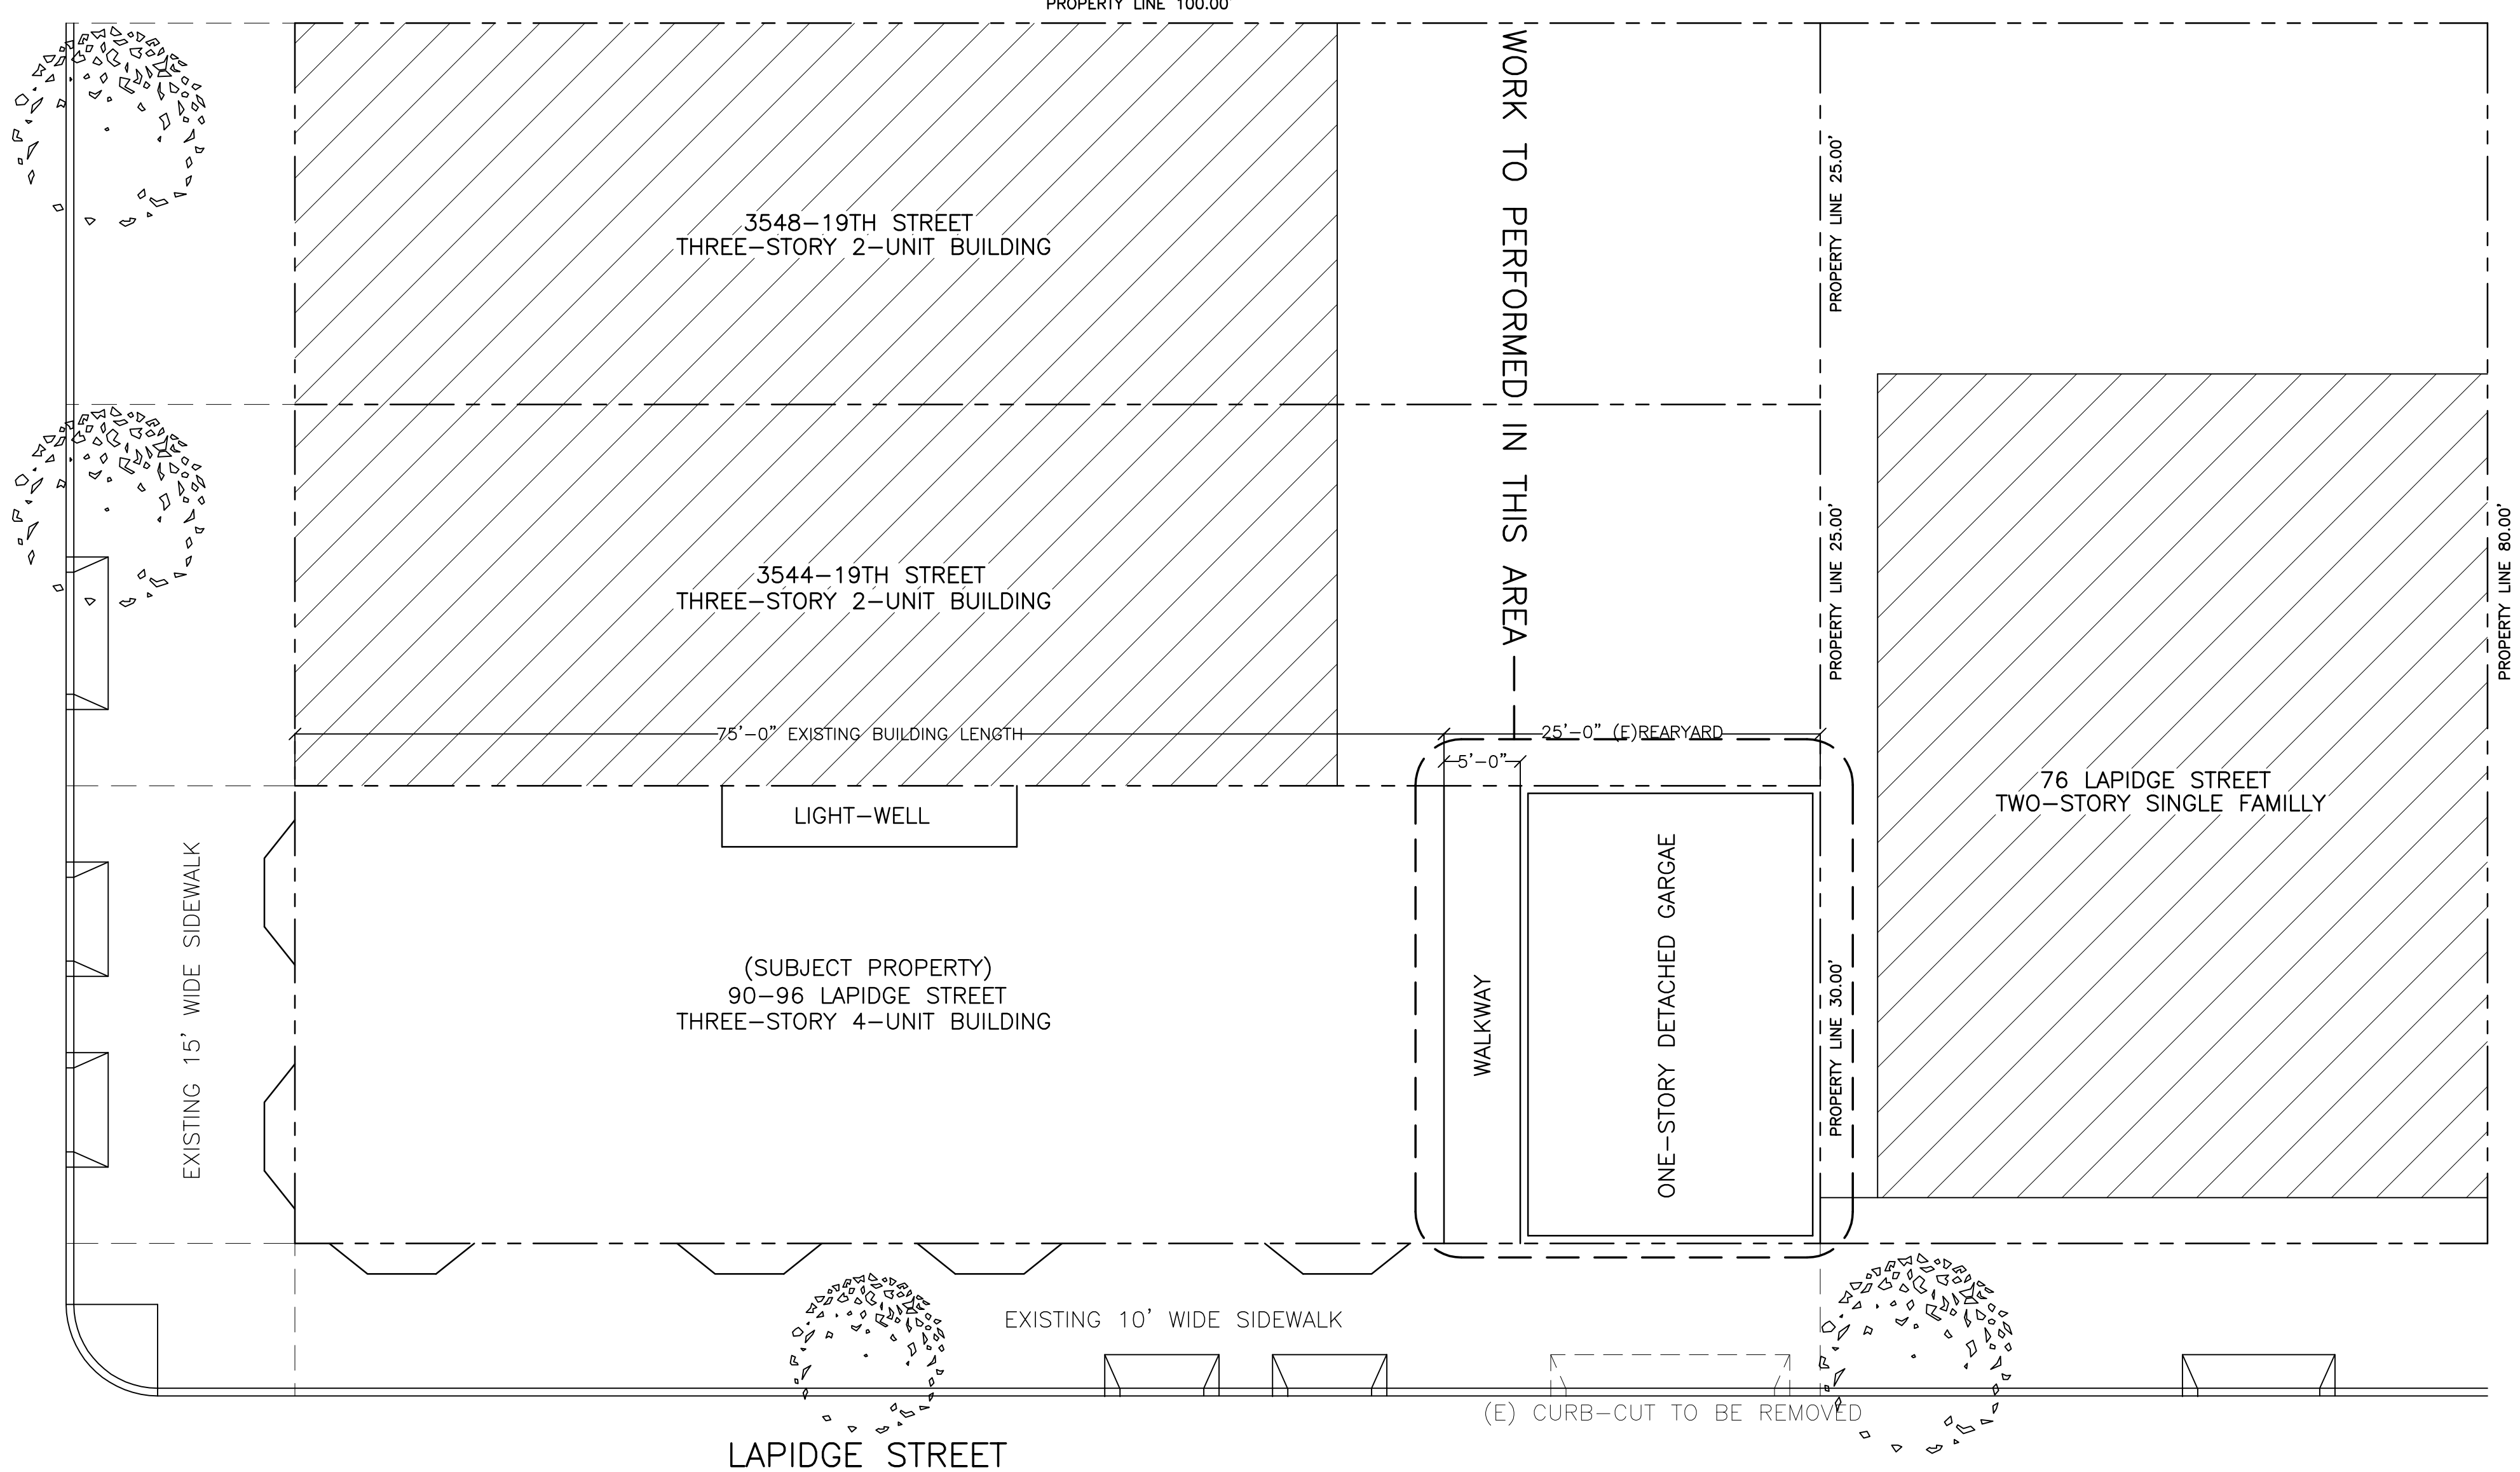 PROPERTY LINE 100.00'
WORK TO PERFORMED IN THIS AREA
PROPERTY LINE 25.00'
3548-19TH STREET
THREE-STORY 2-UNIT BUILDING
3544-19TH STREET
THREE-STORY 2-UNIT BUILDING
PROPERTY LINE 25.00'
PROPERTY LINE 80.00'
75'-0" EXISTING BUILDING LENGTH
25'-0" (E)REARYARD
5'-0"
76 LAPIDGE STREET
TWO-STORY SINGLE FAMILLY
LIGHT-WELL
EXISTING 15' WIDE SIDEWALK
(SUBJECT PROPERTY)
90-96 LAPIDGE STREET
THREE-STORY 4-UNIT BUILDING
WALKWAY
ONE-STORY DETACHED GARGAE
PROPERTY LINE 30.00'
EXISTING 10' WIDE SIDEWALK
(E) CURB-CUT TO BE REMOVED
LAPIDGE STREET